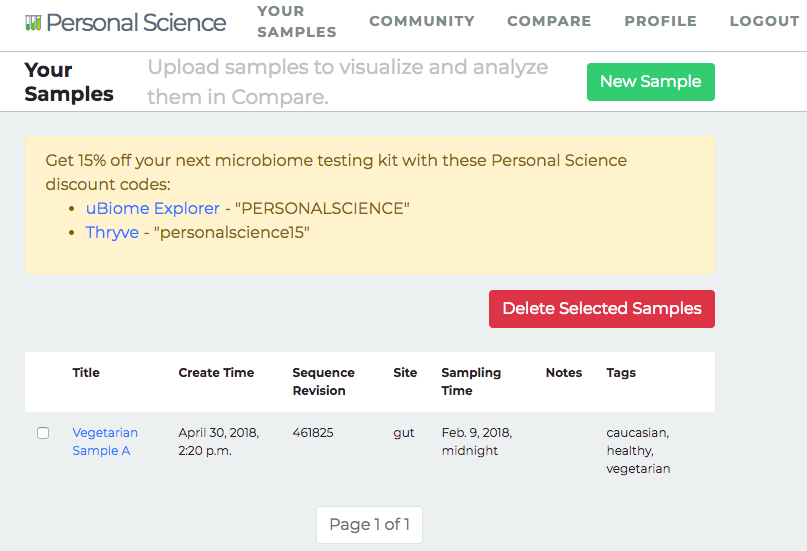 Personal Science
YOUR
SAMPLES
COMMUNITY
COMPARE
PROFILE
LOGOUT
Your
Samples
Upload samples to visualize and analyze
them in Compare.
New Sample
Get 15% off your next microbiome testing kit with these Personal Science
discount codes:
• uBiome Explorer - "PERSONALSCIENCE"
• Thryve - "personalscience15"
Delete Selected Samples
Title
Create Time
Sequence
Revision
Site
Sampling
Time
Notes
Tags
Vegetarian
Sample A
April 30, 2018,
2:20 p.m.
461825
gut
Feb. 9, 2018,
midnight
caucasian,
healthy,
vegetarian
Page 1 of 1